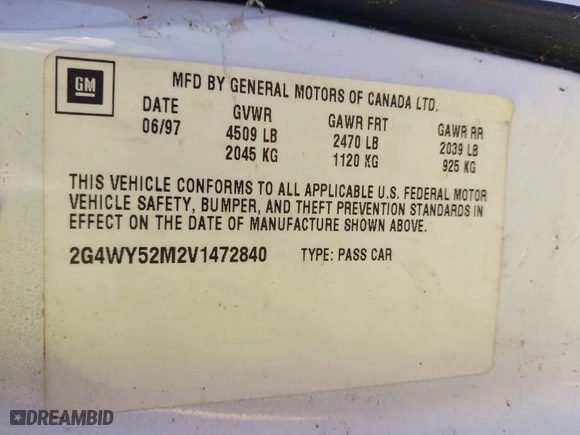 GM
MFD BY GENERAL MOTORS OF CANADA LTD.
DATE GVWR GAWR FRT GAWR RR
06/97 4509 LB 2470 LB 2039 LB
2045 KG 1120 KG 925 KG
THIS VEHICLE CONFORMS TO ALL APPLICABLE U.S. FEDERAL MOTOR
VEHICLE SAFETY, BUMPER, AND THEFT PREVENTION STANDARDS IN
EFFECT ON THE DATE OF MANUFACTURE SHOWN ABOVE.
2G4WY52M2V1472840 TYPE: PASS CAR
DREAMBID